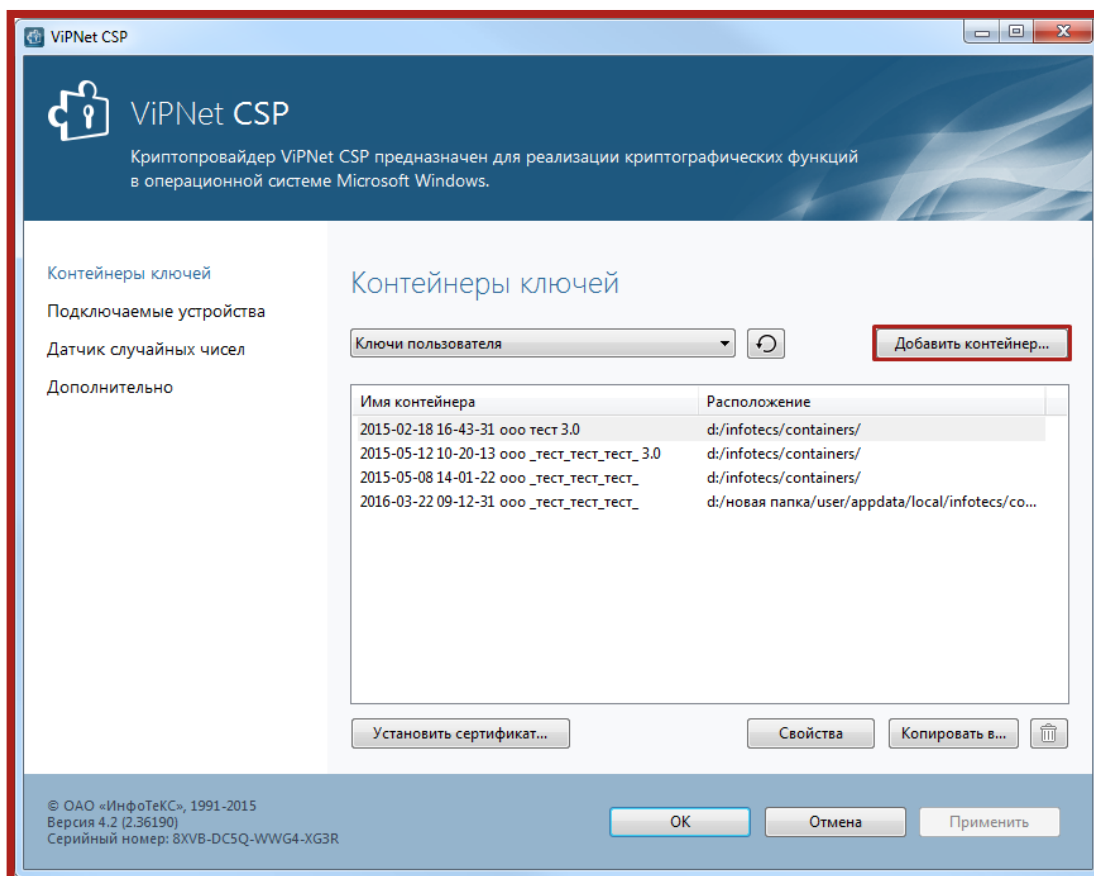 ViPNet CSP
ViPNet CSP
Криптопровайдер ViPNet CSP предназначен для реализации криптографических функций
в операционной системе Microsoft Windows.
Контейнеры ключей
Подключаемые устройства
Датчик случайных чисел
Дополнительно
Контейнеры ключей
Ключи пользователя
Добавить контейнер...
Имя контейнера Расположение
2015-02-18 16-43-31 ооо тест 3.0 d:/infotecs/containers/
2015-05-12 10-20-13 ооо _тест_тест_тест_ 3.0 d:/infotecs/containers/
2015-05-08 14-01-22 ооо _тест_тест_тест_ d:/infotecs/containers/
2016-03-22 09-12-31 ооо _тест_тест_тест_ d:/новая папка/user/appdata/local/infotecs/co...
Установить сертификат... Свойства Копировать в...
© ОАО «ИнфоТеКС», 1991-2015
Версия 4.2 (2.36190)
Серийный номер: 8XVB-DC5Q-WWG4-XG3R
OK Отмена Применить